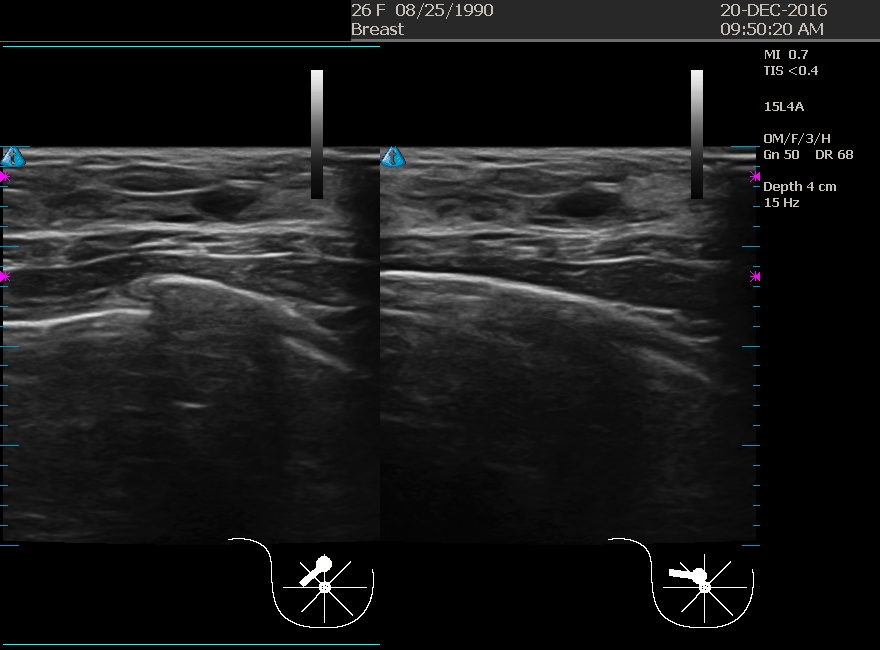 26 F 08/25/1990
20-DEC-2016
Breast
09:50:20 AM
MI 0.7
TIS <0.4
15L4A
OM/F/3/H
Gn 50 DR 68
Depth 4 cm
15 Hz